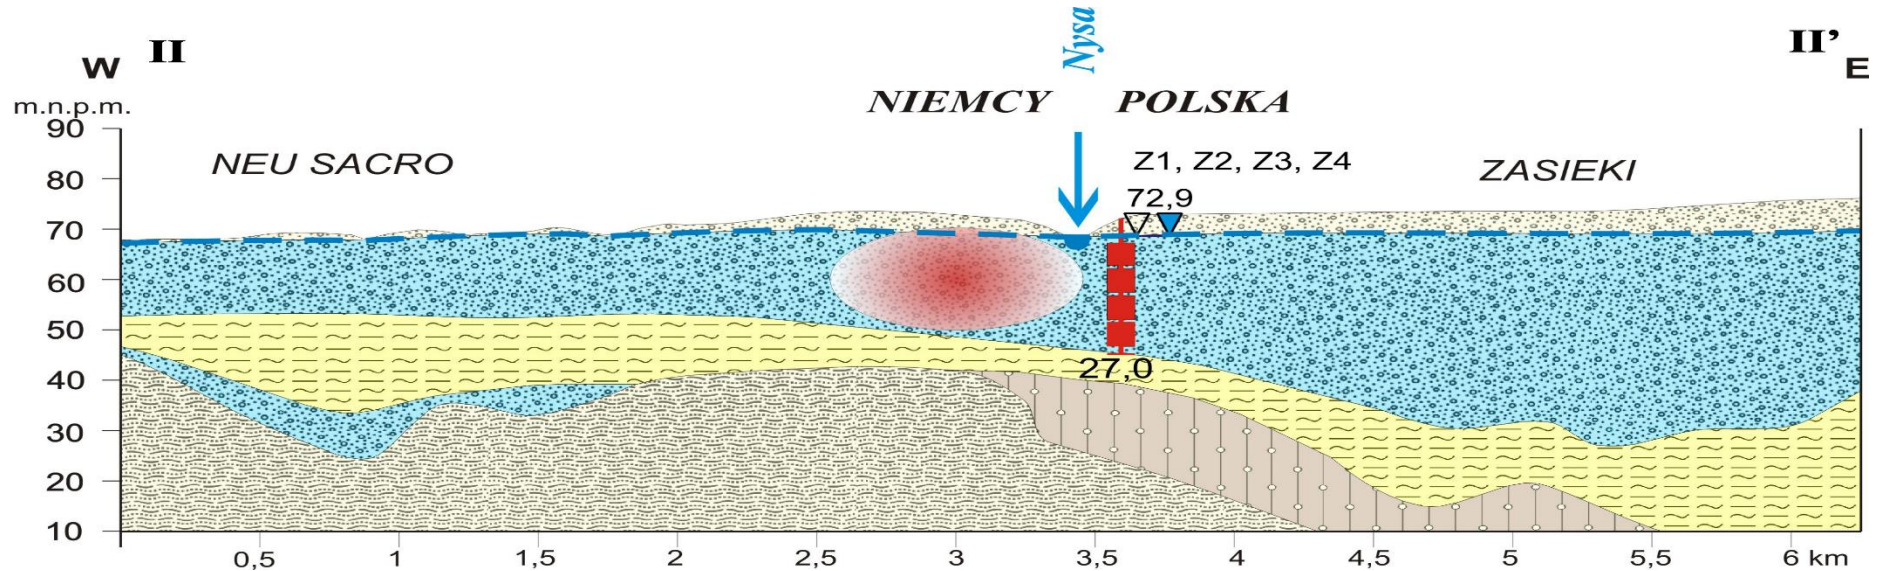 W II
II’ E
m.n.p.m.
Nysa
NIEMCY POLSKA
NEU SACRO
Z1, Z2, Z3, Z4
72,9
ZASIEKI
27,0
90
80
70
60
50
40
30
20
10
0,5 1 1,5 2 2,5 3 3,5 4 4,5 5 5,5 6 km